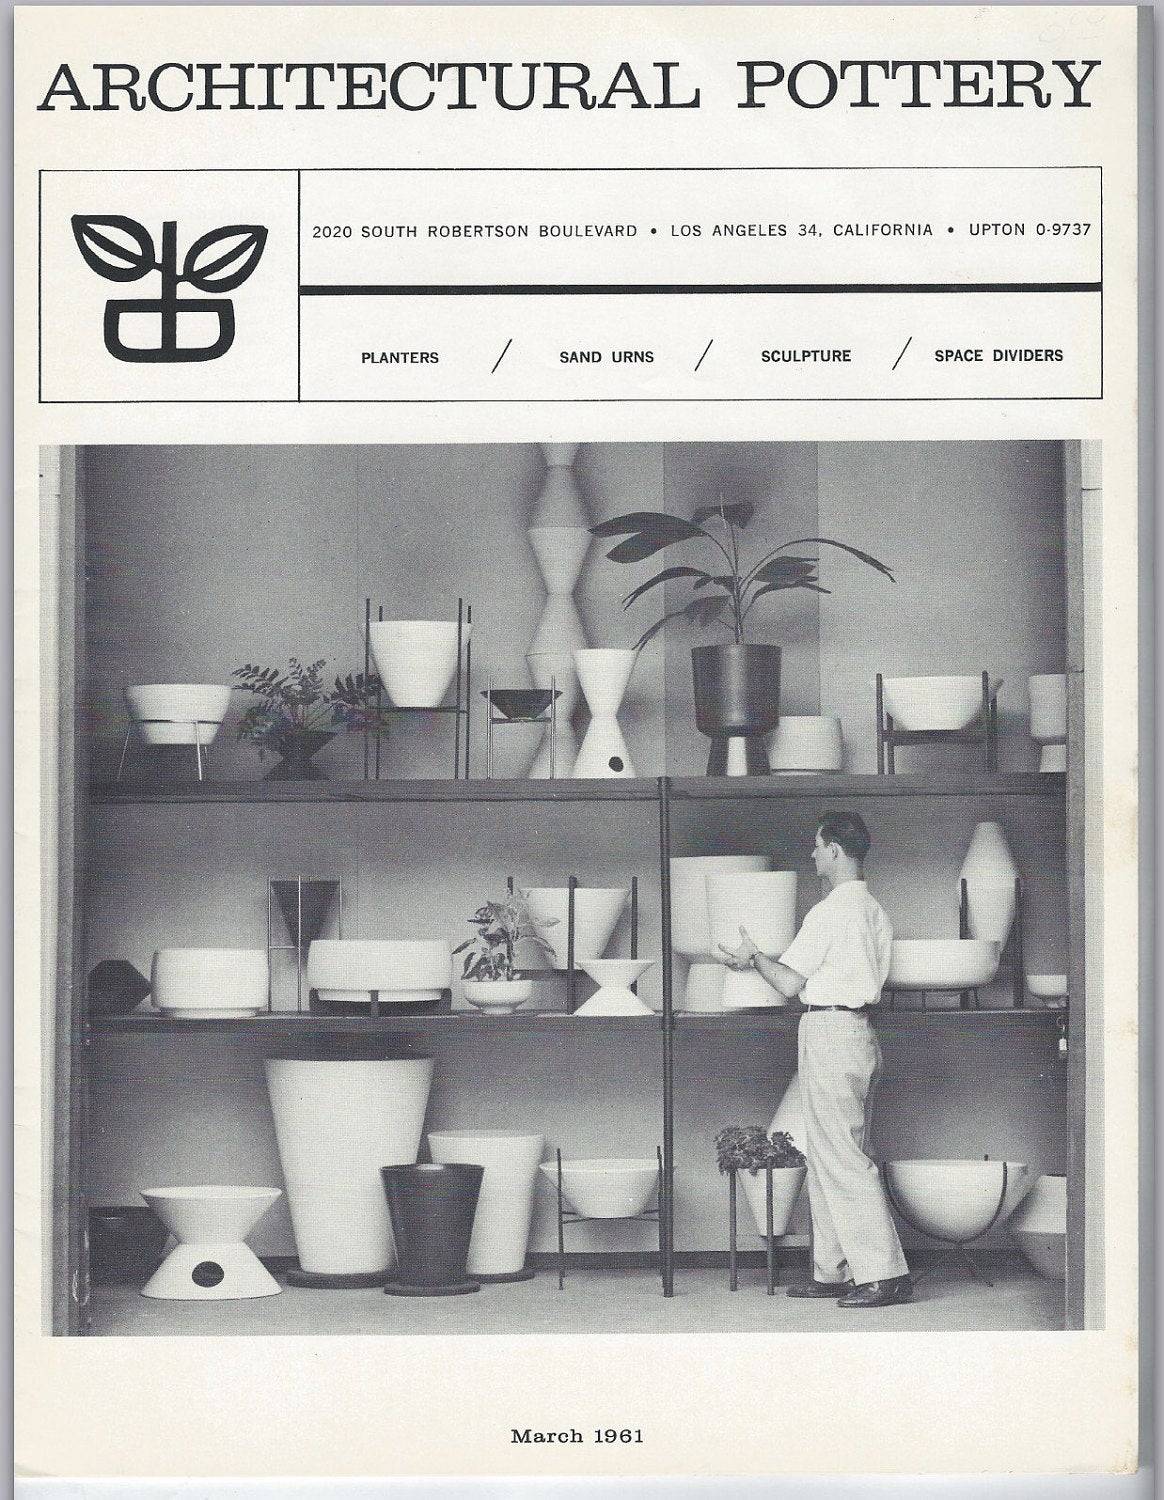 ARCHITECTURAL POTTERY
2020 SOUTH ROBERTSON BOULEVARD • LOS ANGELES 34, CALIFORNIA • UPTON 0-9737
PLANTERS / SAND URNS / SCULPTURE / SPACE DIVIDERS
March 1961